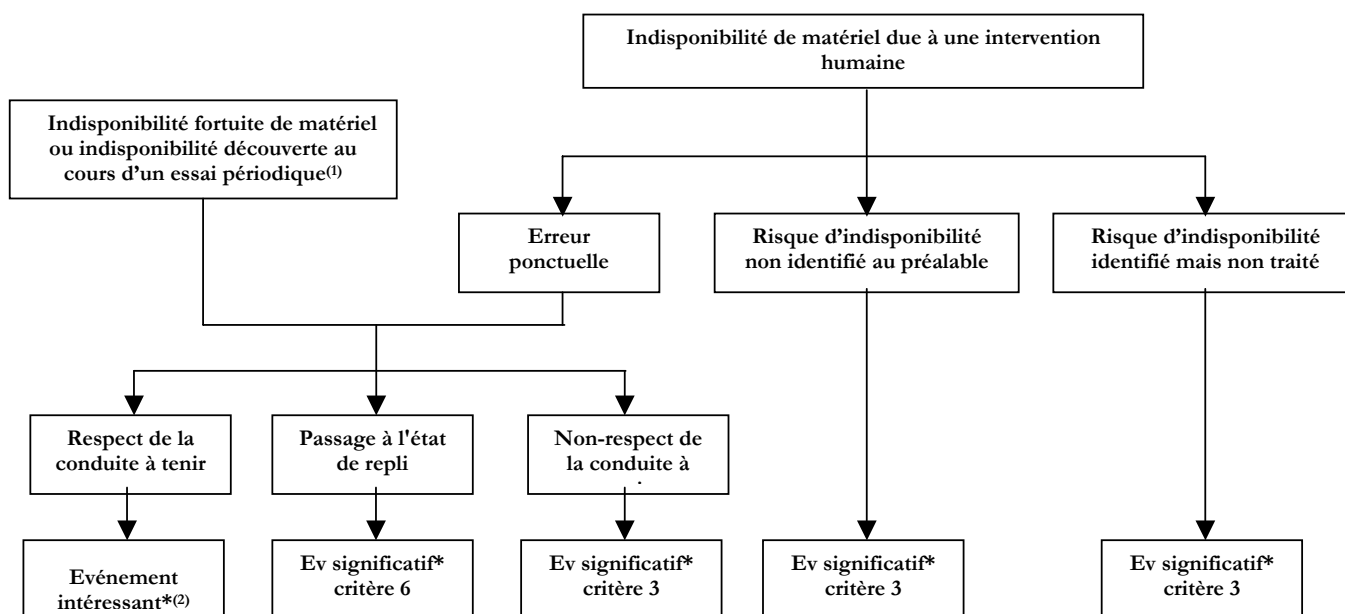 Indisponibilité de matériel due à une intervention
humaine
Indisponibilité fortuite de matériel
ou indisponibilité découverte au
cours d’un essai périodique(1)
Erreur
ponctuelle
Risque d’indisponibilité
non identifié au préalable
Risque d’indisponibilité
identifié mais non traité
Respect de la
conduite à tenir
Passage à l'état
de repli
Non-respect de
la conduite à
Evénement
intéressant*(2)
Ev significatif*
critère 6
Ev significatif*
critère 3
Ev significatif*
critère 3
Ev significatif*
critère 3